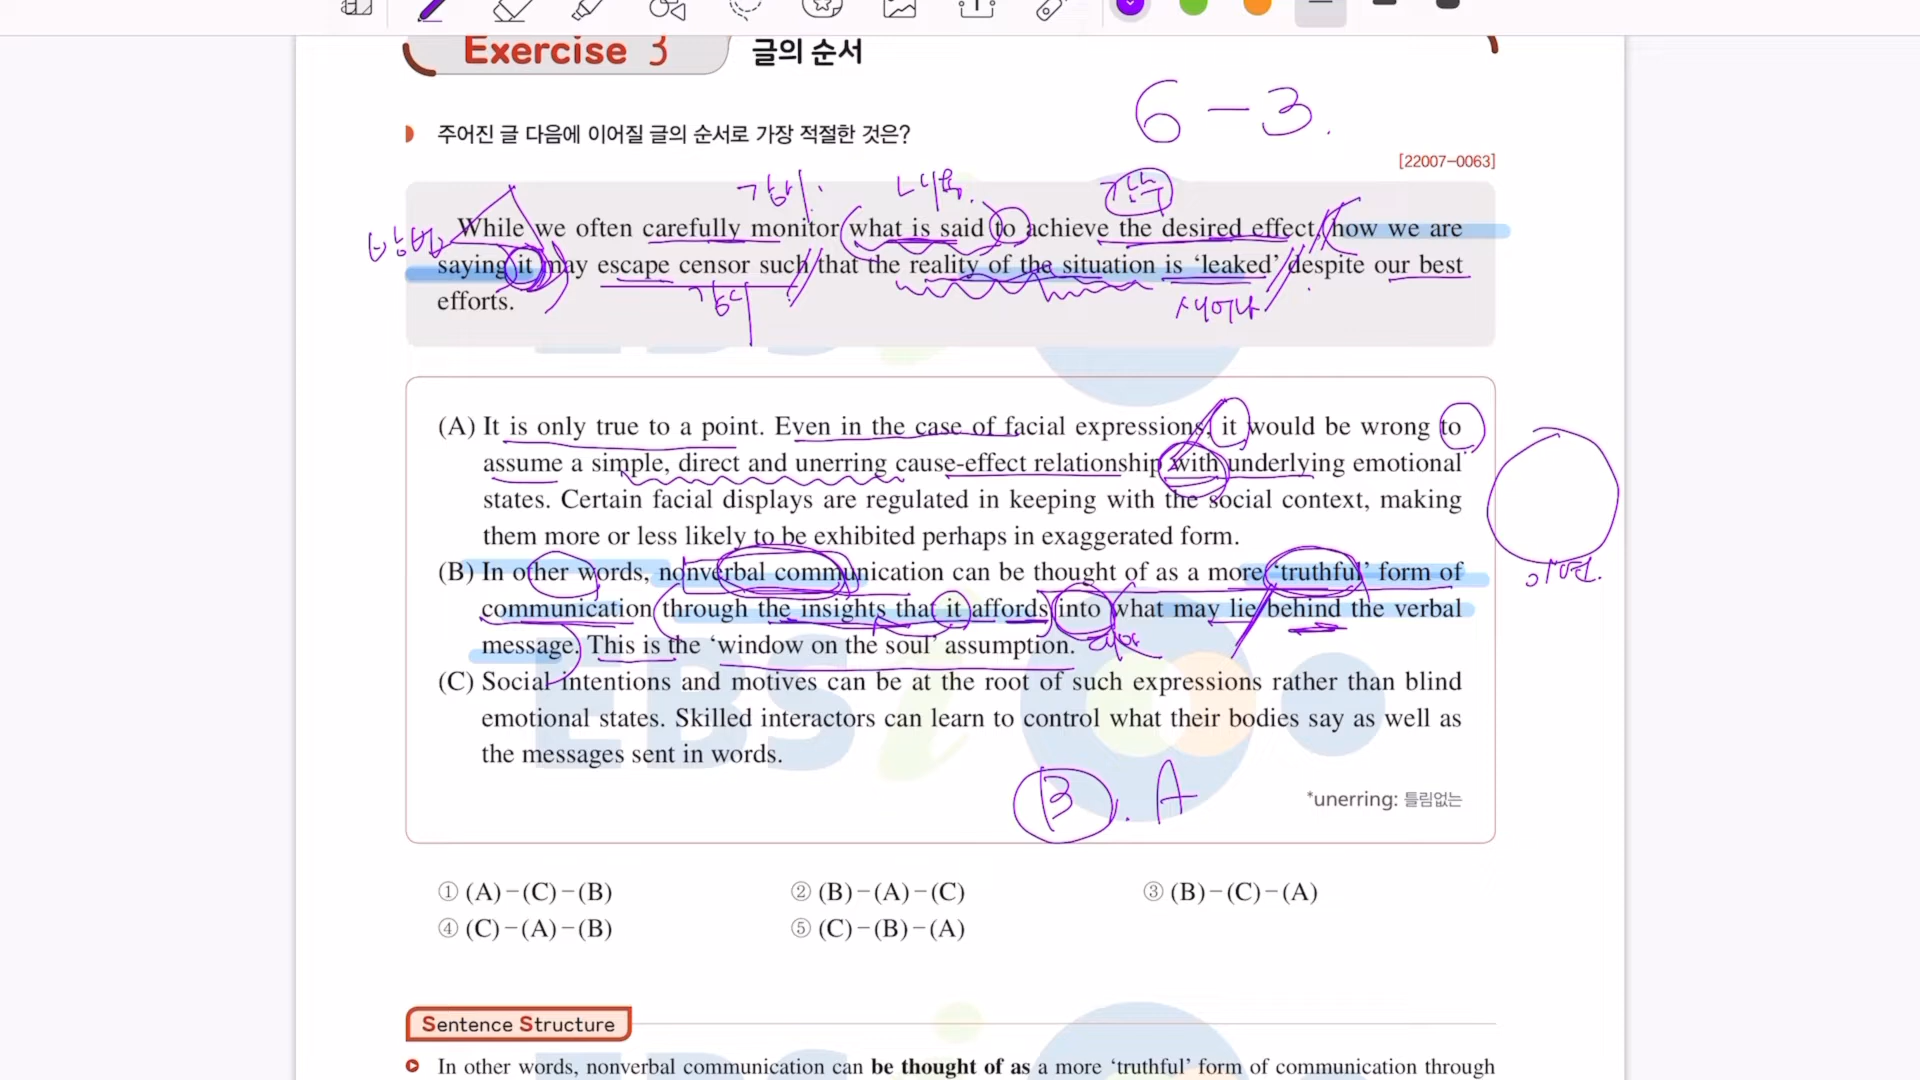 Exercise 3 글의 순서
6 - 3.
주어진 글 다음에 이어질 글의 순서로 가장 적절한 것은?
[22007-0063]
While we often carefully monitor what is said to achieve the desired effect, how we are
saying it may escape censor such that the reality of the situation is ‘leaked’ despite our best
efforts.
(A) It is only true to a point. Even in the case of facial expressions, it would be wrong to
assume a simple, direct and unerring cause-effect relationship with underlying emotional
states. Certain facial displays are regulated in keeping with the social context, making
them more or less likely to be exhibited perhaps in exaggerated form.
(B) In other words, nonverbal communication can be thought of as a more ‘truthful’ form of
communication through the insights that it affords into what may lie behind the verbal
message. This is the ‘window on the soul’ assumption.
(C) Social intentions and motives can be at the root of such expressions rather than blind
emotional states. Skilled interactors can learn to control what their bodies say as well as
the messages sent in words.
B. A
*unerring: 틀림없는
① (A)-(C)-(B) ② (B)-(A)-(C) ③ (B)-(C)-(A)
④ (C)-(A)-(B) ⑤ (C)-(B)-(A)
Sentence Structure
In other words, nonverbal communication can be thought of as a more ‘truthful’ form of communication through